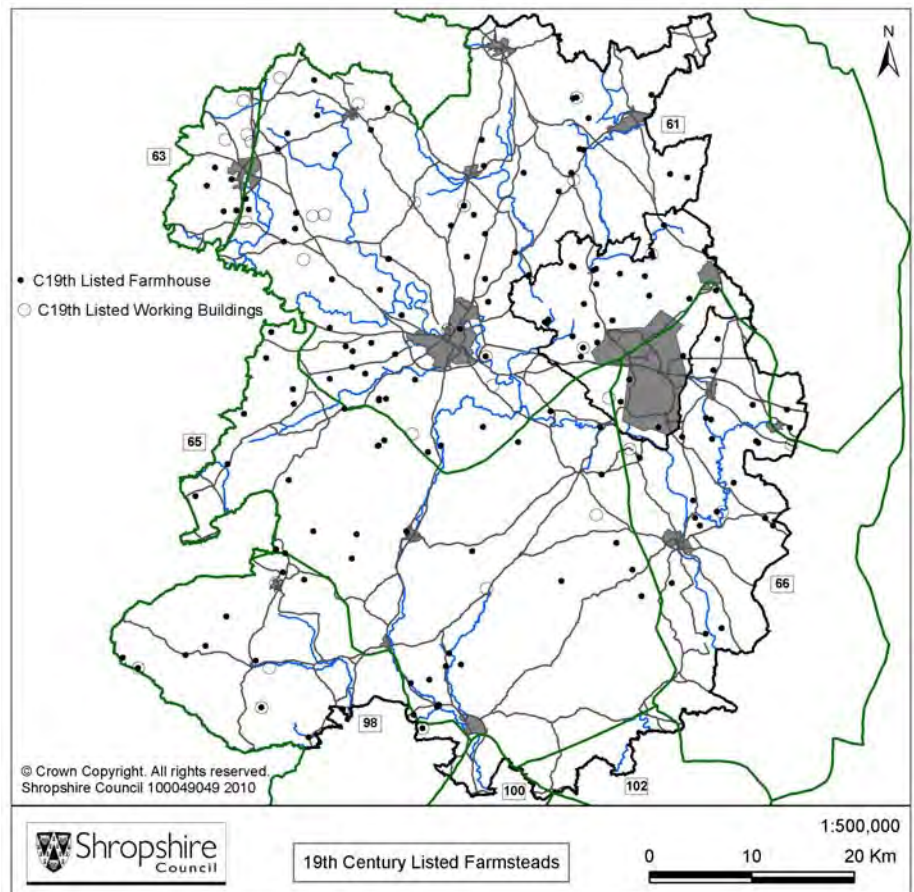 N
61
63
C19th Listed Farmhouse
C19th Listed Working Buildings
65
66
98
© Crown Copyright. All rights reserved.
Shropshire Council 100049049 2010
100
102
Shropshire
Council
19th Century Listed Farmsteads
1:500,000
0 10 20 Km